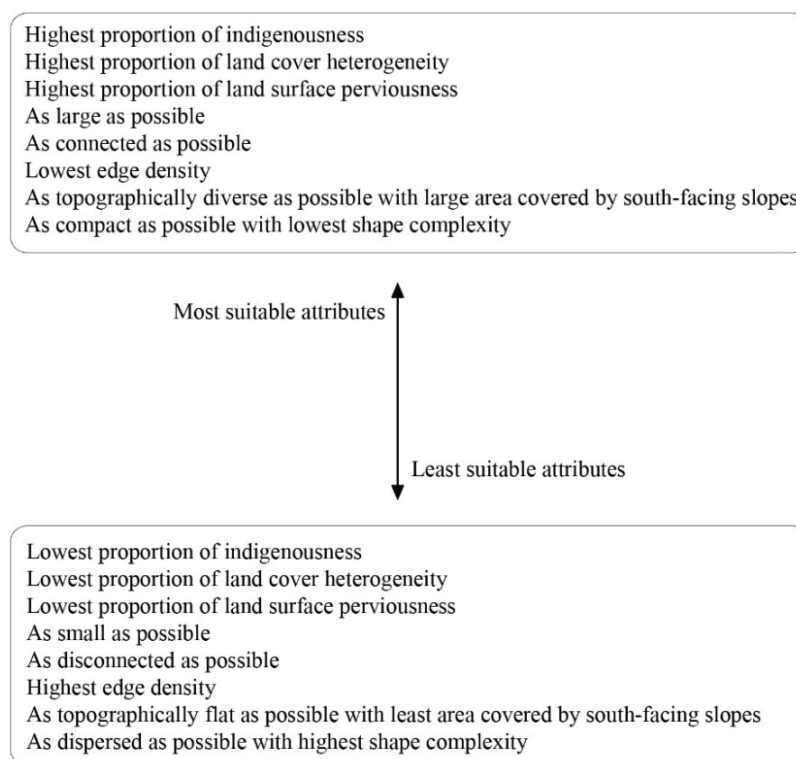 Highest proportion of indigenousness
Highest proportion of land cover heterogeneity
Highest proportion of land surface perviousness
As large as possible
As connected as possible
Lowest edge density
As topographically diverse as possible with large area covered by south-facing slopes
As compact as possible with lowest shape complexity
Most suitable attributes
Least suitable attributes
Lowest proportion of indigenousness
Lowest proportion of land cover heterogeneity
Lowest proportion of land surface perviousness
As small as possible
As disconnected as possible
Highest edge density
As topographically flat as possible with least area covered by south-facing slopes
As dispersed as possible with highest shape complexity